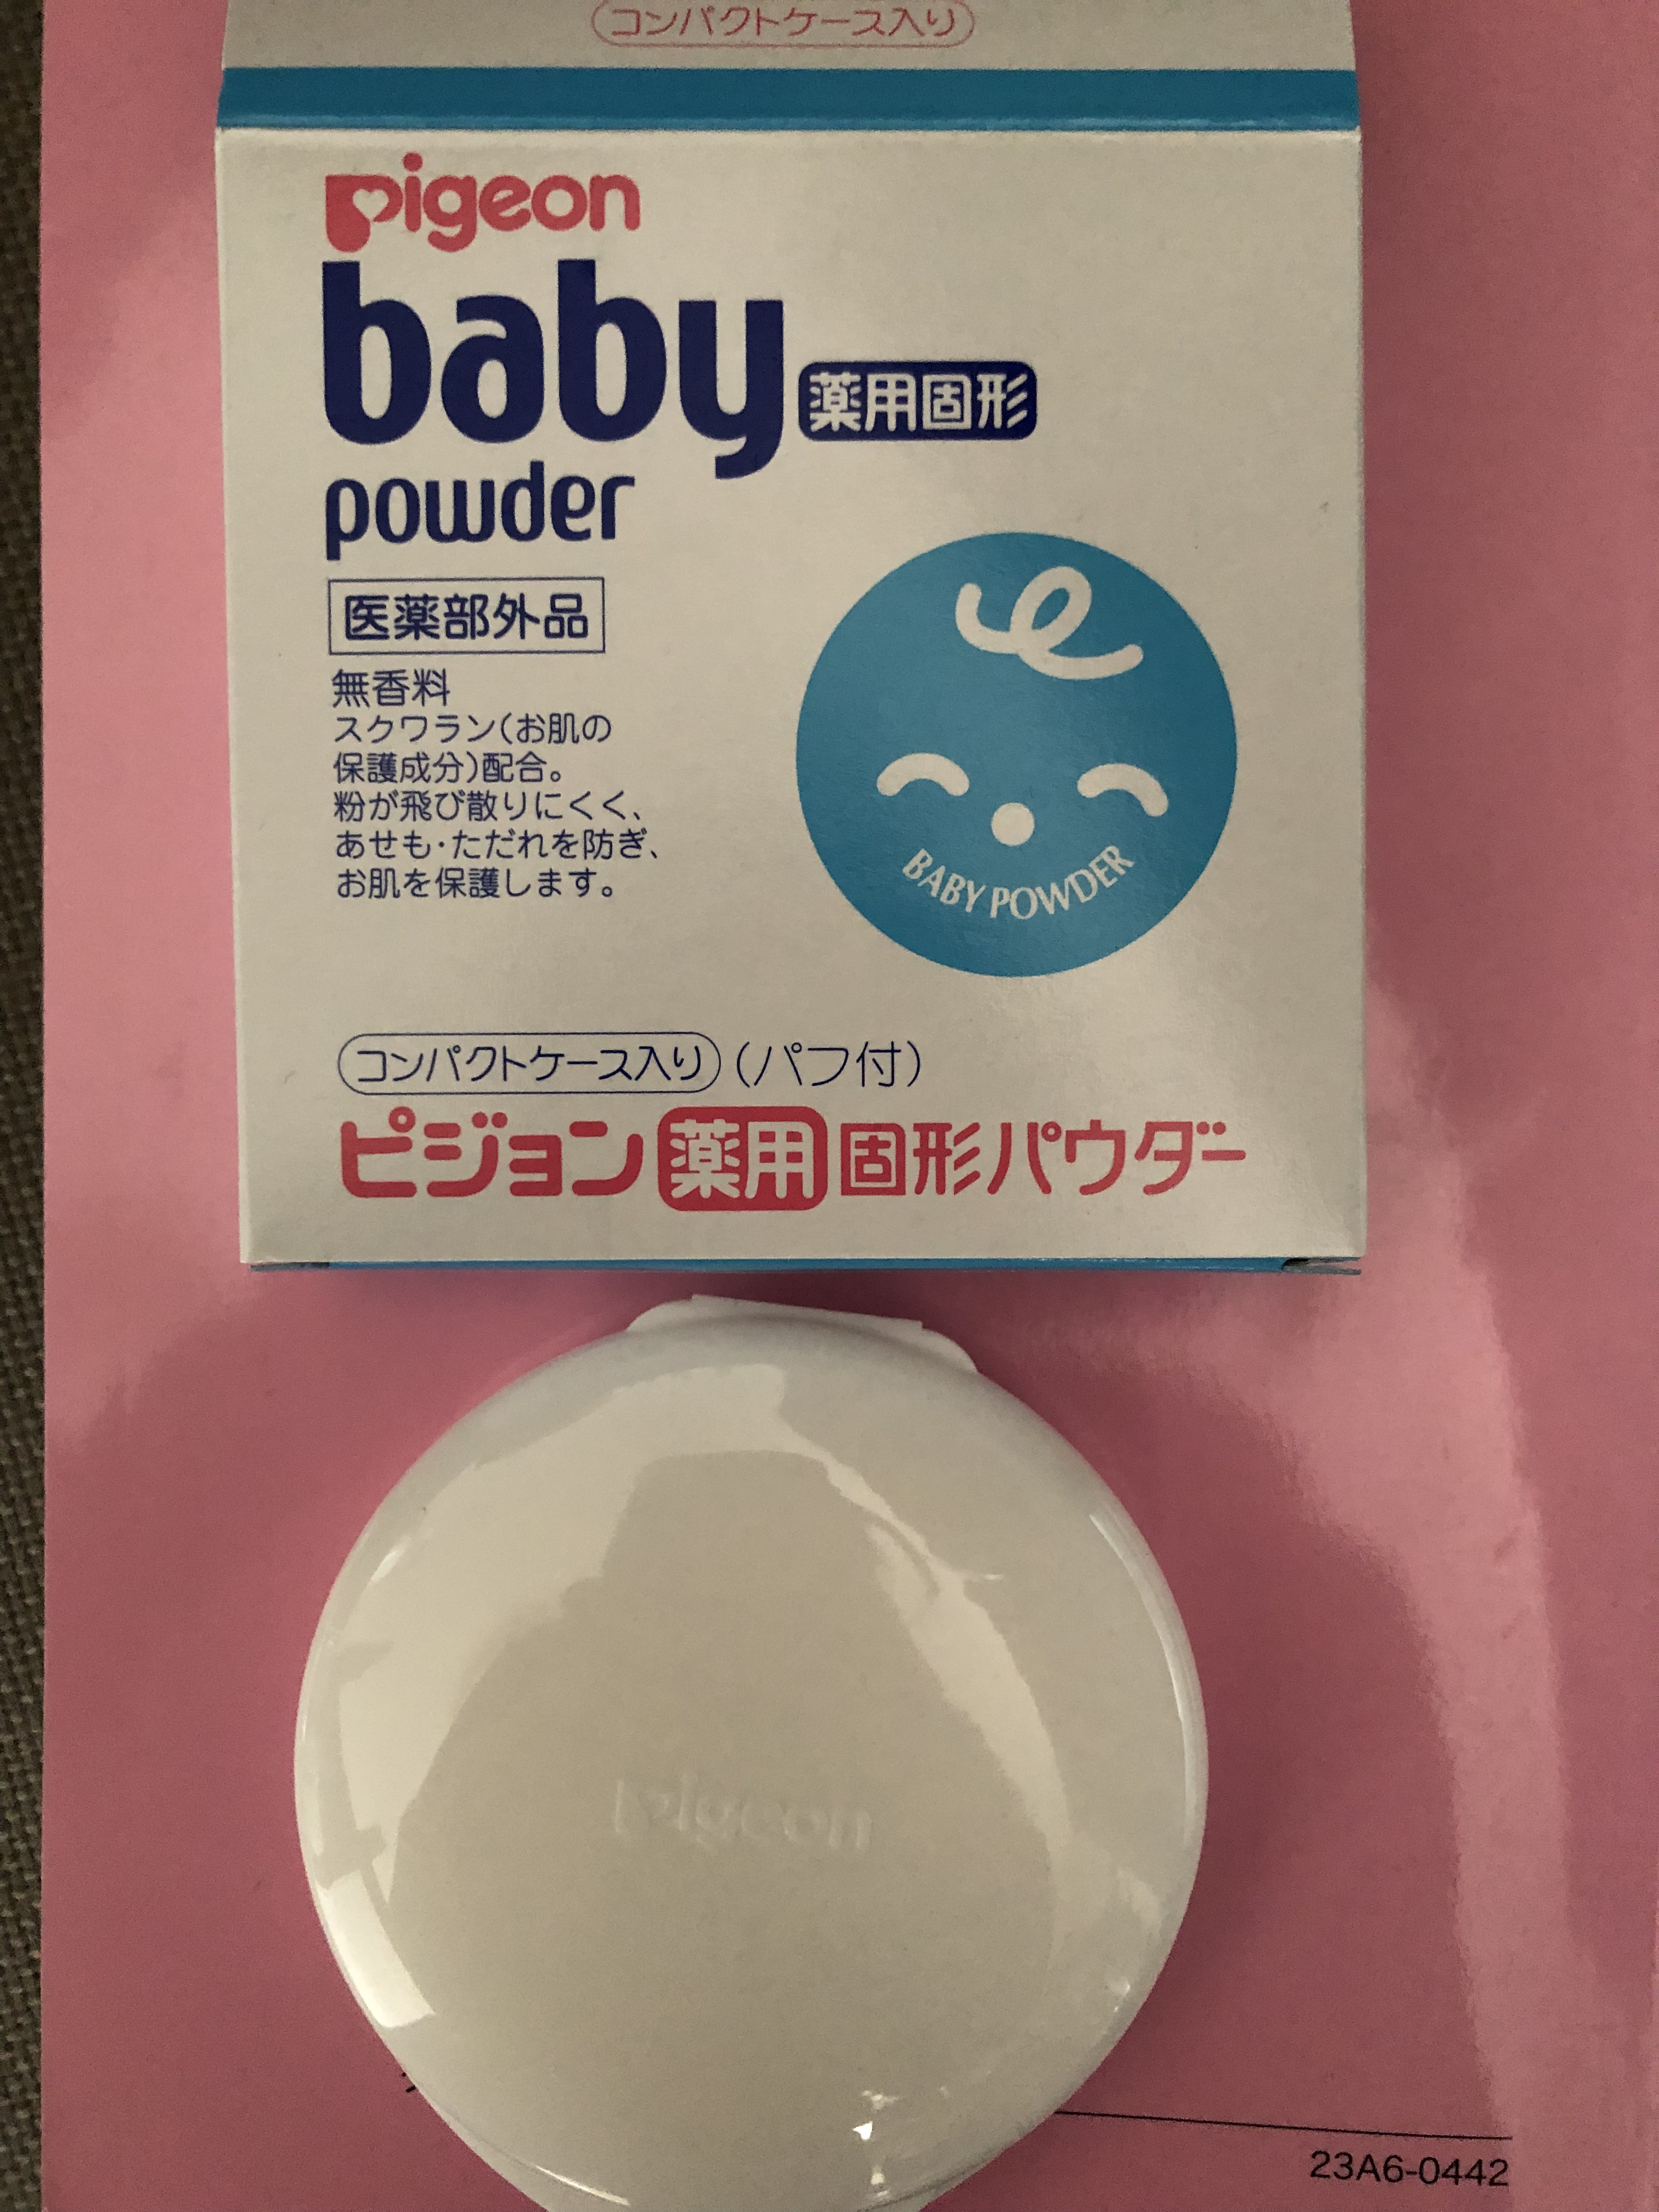 コンパクトケース入り
pigeon
baby 薬用固形
powder
医薬部外品
無香料
スクワラン(お肌の
保護成分)配合。
粉が飛び散りにくく、
あせも・ただれを防ぎ、
お肌を保護します。
BABY POWDER
コンパクトケース入り (パフ付)
ピジョン薬用固形パウダー
pigeon
23A6-0442